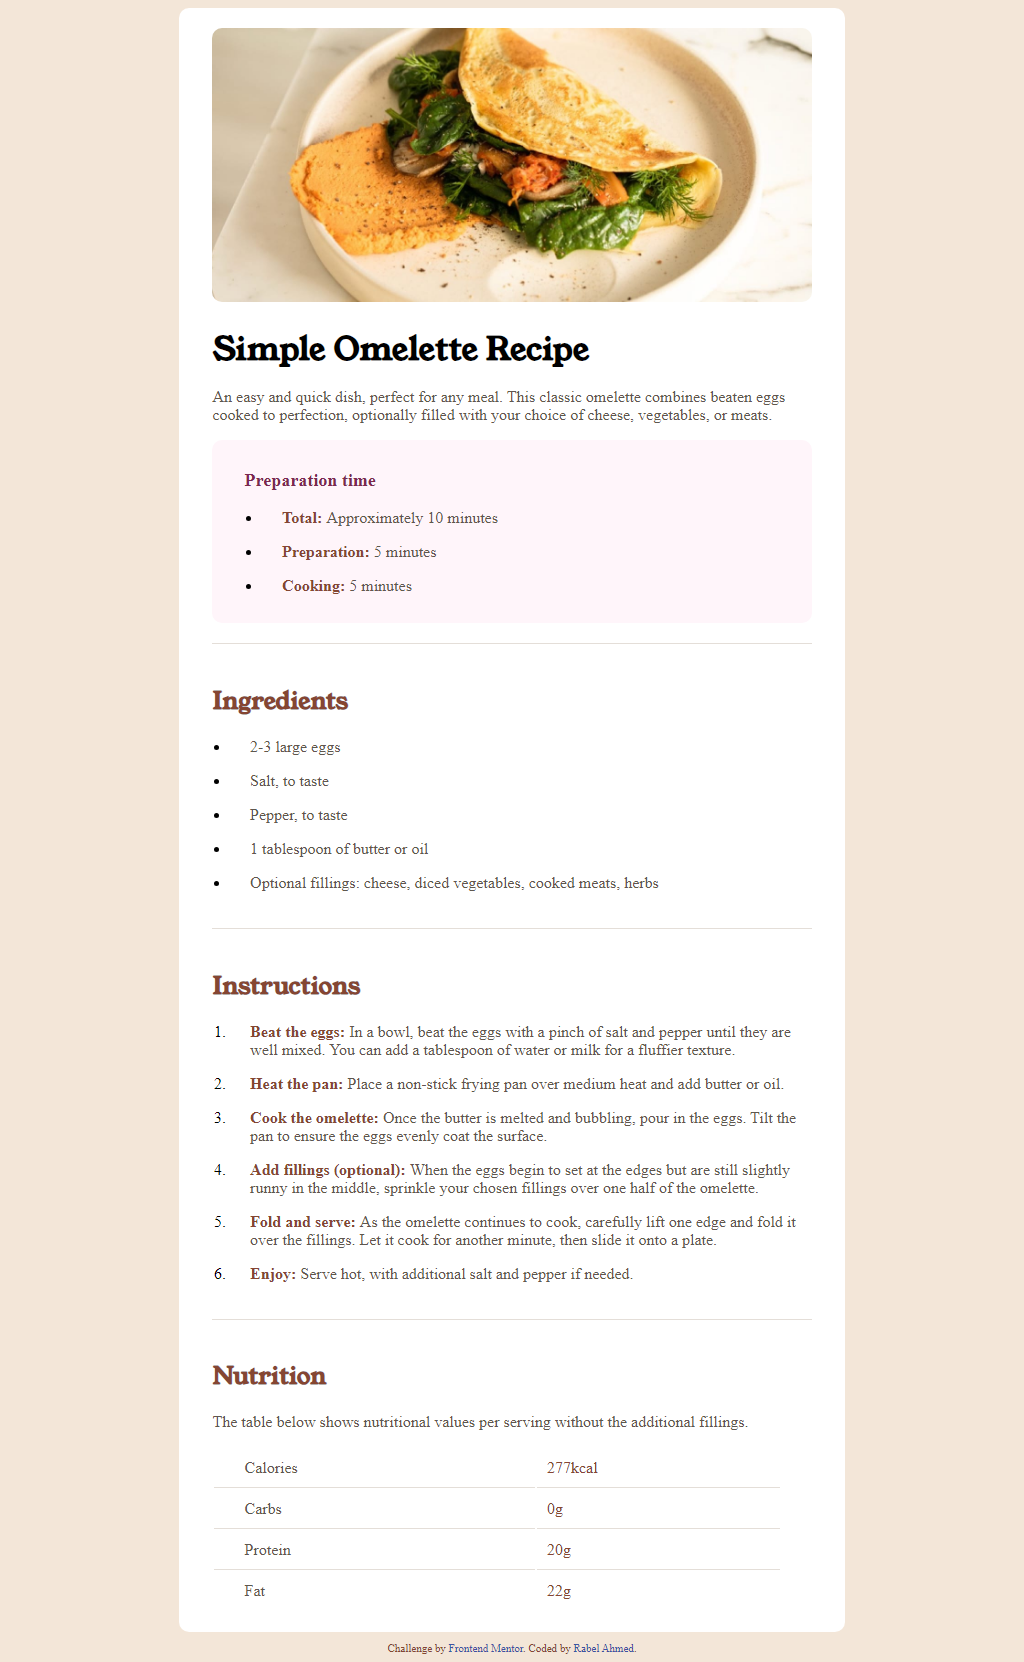 Simple Omelette Recipe
An easy and quick dish, perfect for any meal. This classic omelette combines beaten eggs
cooked to perfection, optionally filled with your choice of cheese, vegetables, or meats.
Preparation time
• Total: Approximately 10 minutes
• Preparation: 5 minutes
• Cooking: 5 minutes
Ingredients
• 2-3 large eggs
• Salt, to taste
• Pepper, to taste
• 1 tablespoon of butter or oil
• Optional fillings: cheese, diced vegetables, cooked meats, herbs
Instructions
1. Beat the eggs: In a bowl, beat the eggs with a pinch of salt and pepper until they are
well mixed. You can add a tablespoon of water or milk for a fluffier texture.
2. Heat the pan: Place a non-stick frying pan over medium heat and add butter or oil.
3. Cook the omelette: Once the butter is melted and bubbling, pour in the eggs. Tilt the
pan to ensure the eggs evenly coat the surface.
4. Add fillings (optional): When the eggs begin to set at the edges but are still slightly
runny in the middle, sprinkle your chosen fillings over one half of the omelette.
5. Fold and serve: As the omelette continues to cook, carefully lift one edge and fold it
over the fillings. Let it cook for another minute, then slide it onto a plate.
6. Enjoy: Serve hot, with additional salt and pepper if needed.
Nutrition
The table below shows nutritional values per serving without the additional fillings.
Calories 277kcal
Carbs 0g
Protein 20g
Fat 22g
Challenge by Frontend Mentor. Coded by Rabel Ahmed.